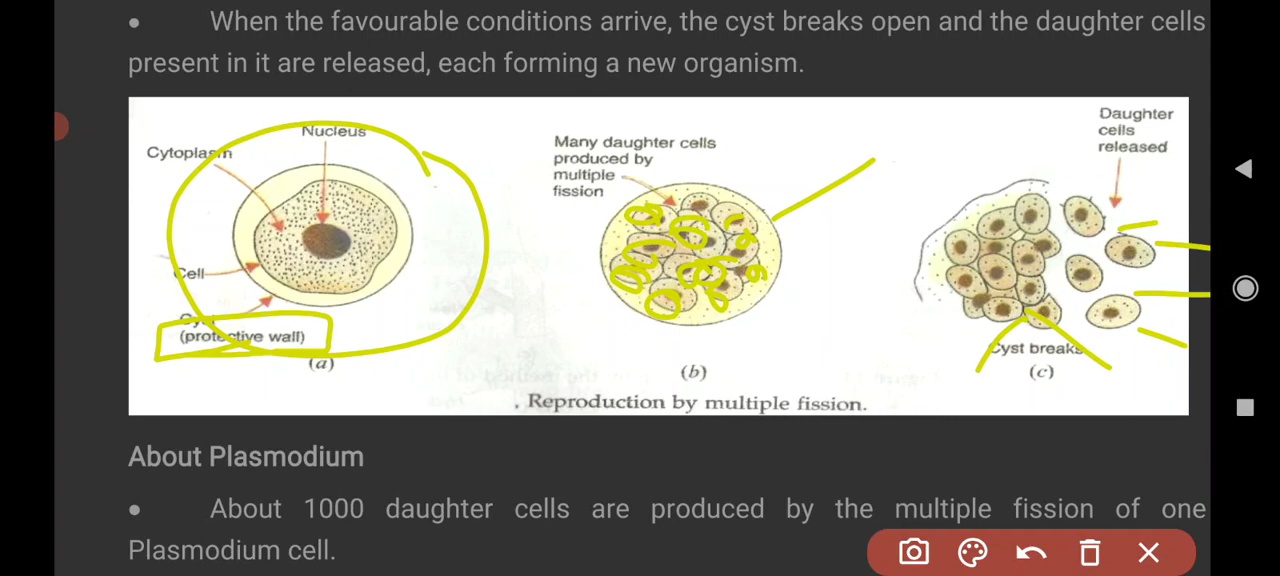 • When the favourable conditions arrive, the cyst breaks open and the daughter cells
present in it are released, each forming a new organism.
Nucleus
Cytoplasm
Cell
Cyst
(protective wall)
(a)
Many daughter cells
produced by
multiple
fission
(b)
Daughter
cells
released
Cyst breaks
(c)
. Reproduction by multiple fission.
About Plasmodium
• About 1000 daughter cells are produced by the multiple fission of one
Plasmodium cell.